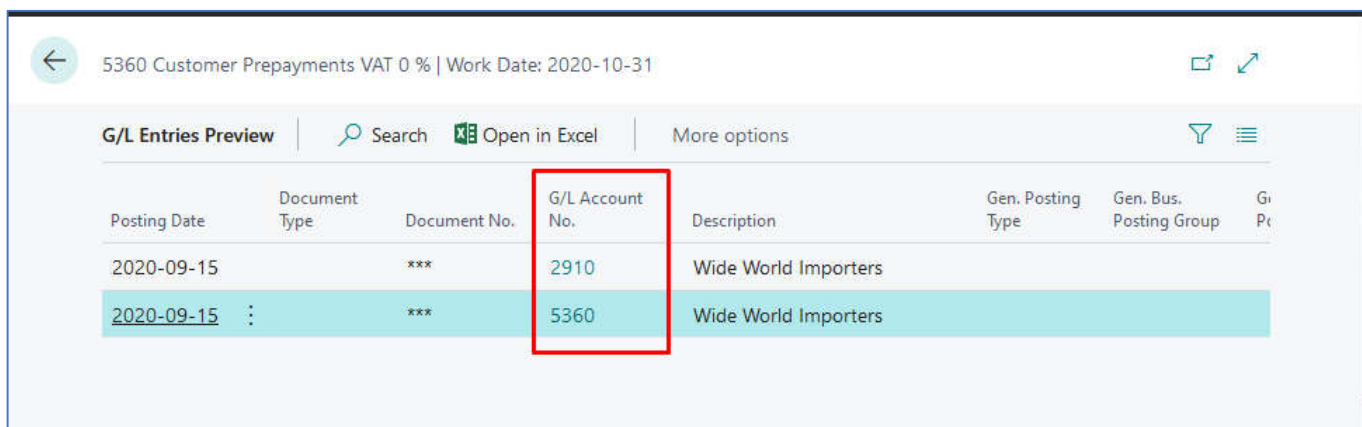 5360 Customer Prepayments VAT 0 % | Work Date: 2020-10-31
G/L Entries Preview Search Open in Excel More options
Posting Date Document Type Document No. G/L Account No. Description Gen. Posting Type Gen. Bus. Posting Group
2020-09-15 *** 2910 Wide World Importers
2020-09-15 *** 5360 Wide World Importers